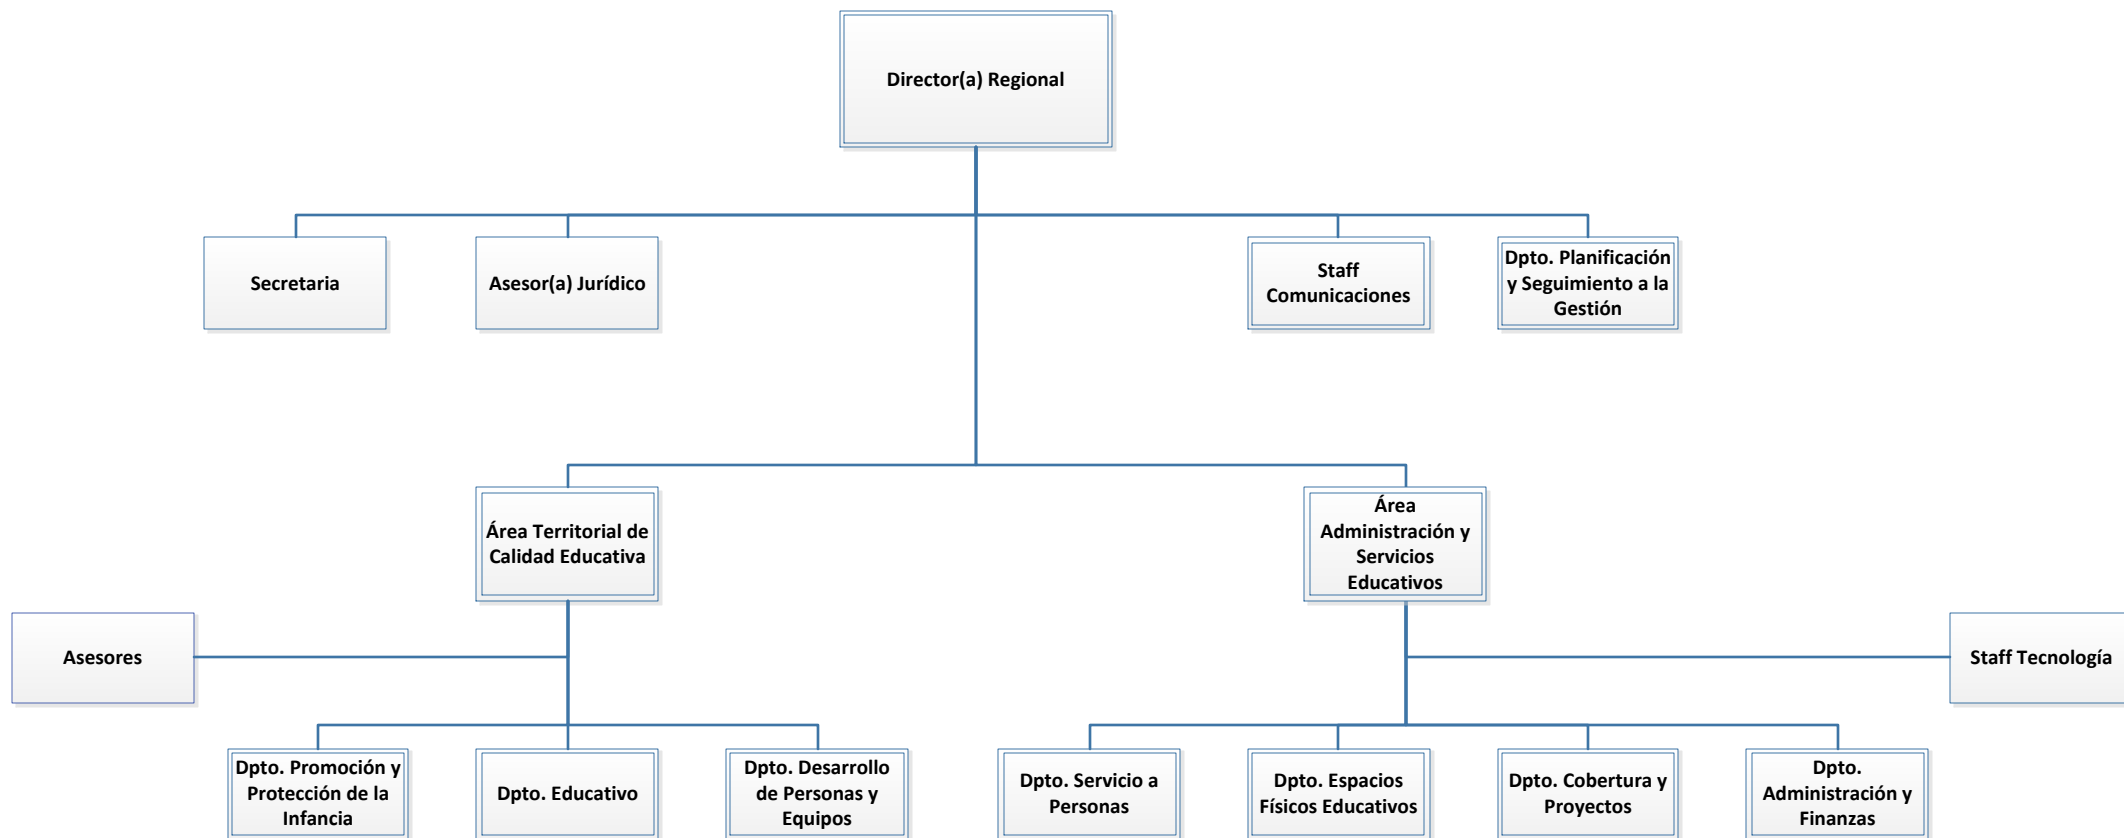 Director(a) Regional
Secretaria
Asesor(a) Jurídico
Staff
Comunicaciones
Dpto. Planificación
y Seguimiento a la
Gestión
Área Territorial de
Calidad Educativa
Área
Administración y
Servicios
Educativos
Asesores
Staff Tecnología
Dpto. Promoción y
Protección de la
Infancia
Dpto. Educativo
Dpto. Desarrollo
de Personas y
Equipos
Dpto. Servicio a
Personas
Dpto. Espacios
Físicos Educativos
Dpto. Cobertura y
Proyectos
Dpto.
Administración y
Finanzas